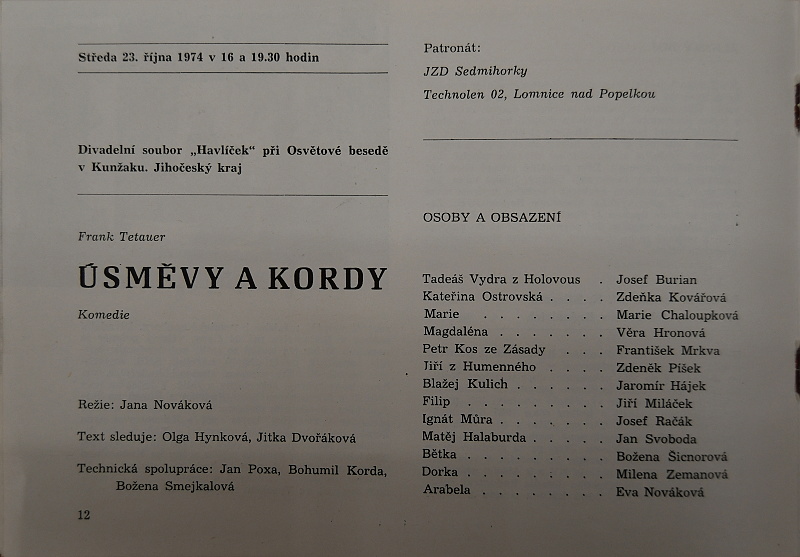 Středa 23. října 1974 v 16 a 19.30 hodin
Divadelní soubor „Havlíček“ při Osvětové besedě
v Kunžaku. Jihočeský kraj
Frank Tetauer
ÚSMĚVY A KORDY
Komedie
Režie: Jana Nováková
Text sleduje: Olga Hynková, Jitka Dvořáková
Technická spolupráce: Jan Poxa, Bohumil Korda,
Božena Smejkalová
12
Patronát:
JZD Sedmihorky
Technolen 02, Lomnice nad Popelkou
OSOBY A OBSAZENÍ
Tadeáš Vydra z Holovous . Josef Burian
Kateřina Ostrovská . . . . Zdeňka Kovářová
Marie . . . . . . . . Marie Chaloupková
Magdaléna . . . . . . . Věra Hronová
Petr Kos ze Zásady . . . František Mrkva
Jiří z Humenného . . . . Zdeněk Píšek
Blažej Kulich . . . . . . Jaromír Hájek
Filip . . . . . . . . . Jiří Miláček
Ignát Můra . . . . . . . Josef Račák
Matěj Halaburda . . . . . Jan Svoboda
Bětka . . . . . . . . . Božena Šicnorová
Dorka . . . . . . . . . Milena Zemanová
Arabela . . . . . . . . Eva Nováková